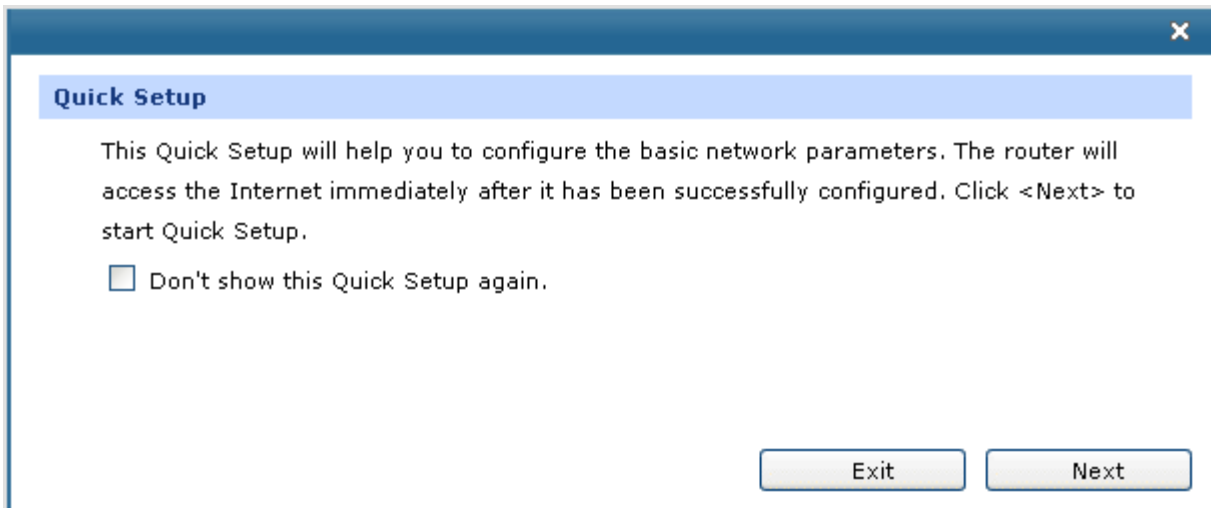 Quick Setup
This Quick Setup will help you to configure the basic network parameters. The router will
access the Internet immediately after it has been successfully configured. Click <Next> to
start Quick Setup.
Don't show this Quick Setup again.
Exit
Next